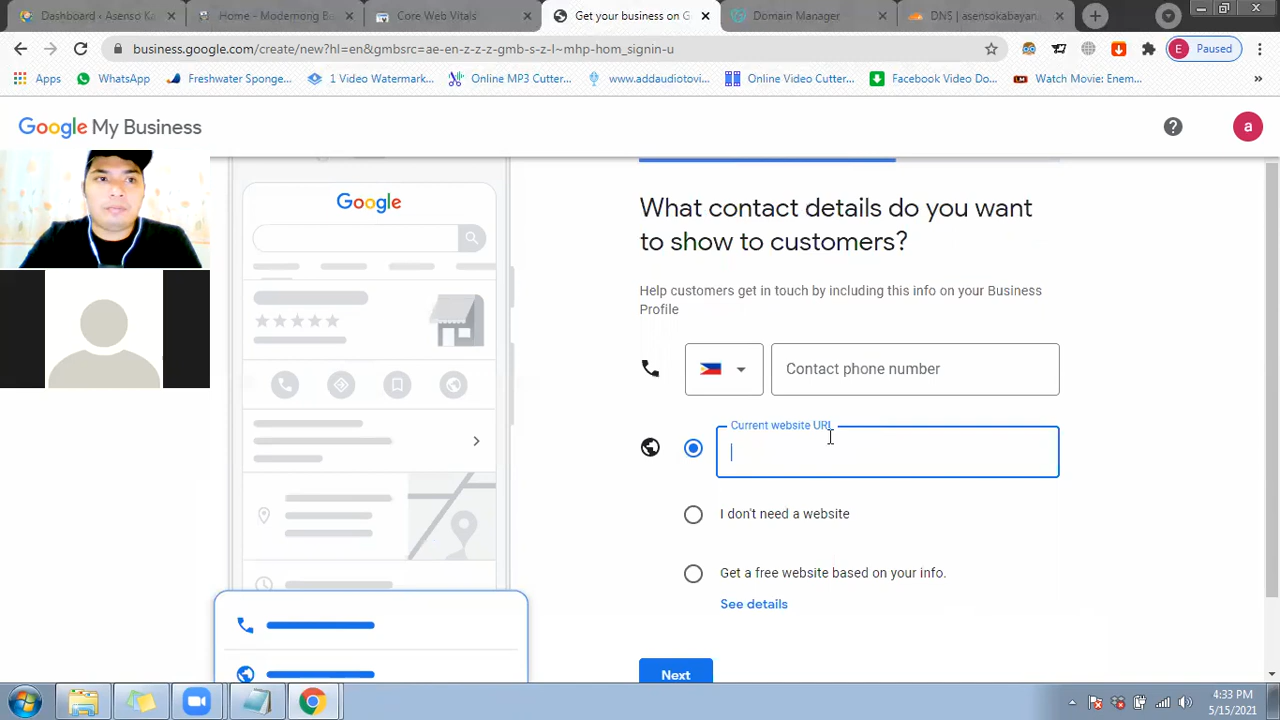 Dashboard ‹ Asenso Ka
Home - Modernong Ba
Core Web Vitals
Get your business on G
Domain Manager
DNS | asensokabayan
business.google.com/create/new?hl=en&gmbsrc=ae-en-z-z-z-gmb-s-z-l~mhp-hom_signin-u
E Paused
Apps
WhatsApp
Freshwater Sponge...
1 Video Watermark...
Online MP3 Cutter...
www.addaudiotovi...
Online Video Cutter...
Facebook Video Do...
LM Watch Movie: Enem...
»
Google My Business
a
Google
What contact details do you want
to show to customers?
Help customers get in touch by including this info on your Business
Profile
Contact phone number
Current website URL
I don't need a website
Get a free website based on your info.
See details
Next
4:33 PM
5/15/2021